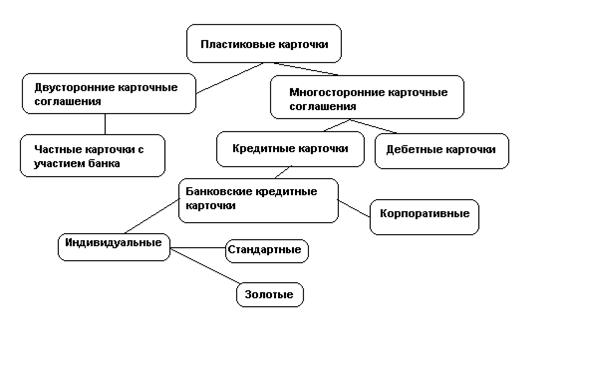 Пластиковые карточки
Двусторонние карточные
соглашения
Многосторонние карточные
соглашения
Частные карточки с
участием банка
Кредитные карточки
Дебетные карточки
Банковские кредитные
карточки
Корпоративные
Индивидуальные
Стандартные
Золотые